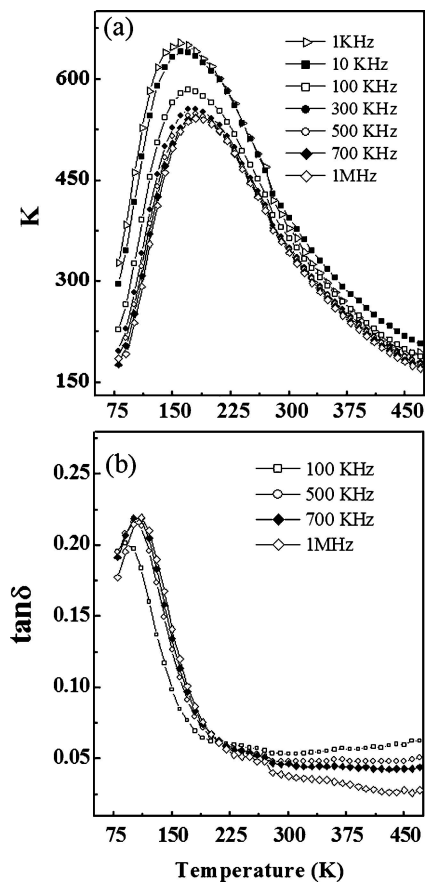 (a)
1KHz
10 KHz
100 KHz
300 KHz
500 KHz
700 KHz
1MHz
600
450
300
150
K
75 150 225 300 375 450
(b)
100 KHz
500 KHz
700 KHz
1MHz
0.25
0.20
0.15
0.10
0.05
tanδ
75 150 225 300 375 450
Temperature (K)